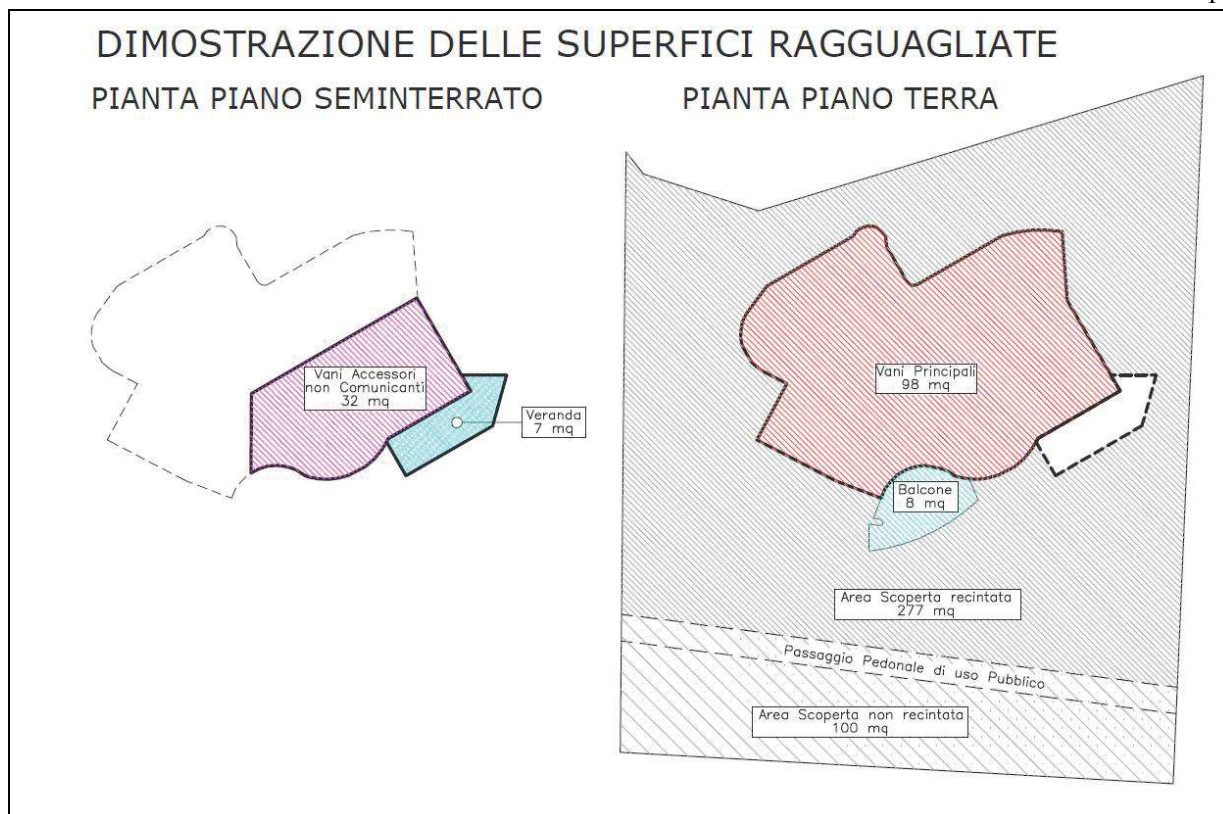 DIMOSTRAZIONE DELLE SUPERFICI RAGGUAGLIATE
PIANTA PIANO SEMINTERRATO
PIANTA PIANO TERRA
Vani Accessori
non Comunicanti
32 mq
Veranda
7 mq
Vani Principali
98 mq
Balcone
8 mq
Area Scoperta recintata
277 mq
Passaggio Pedonale di uso Pubblico
Area Scoperta non recintata
100 mq